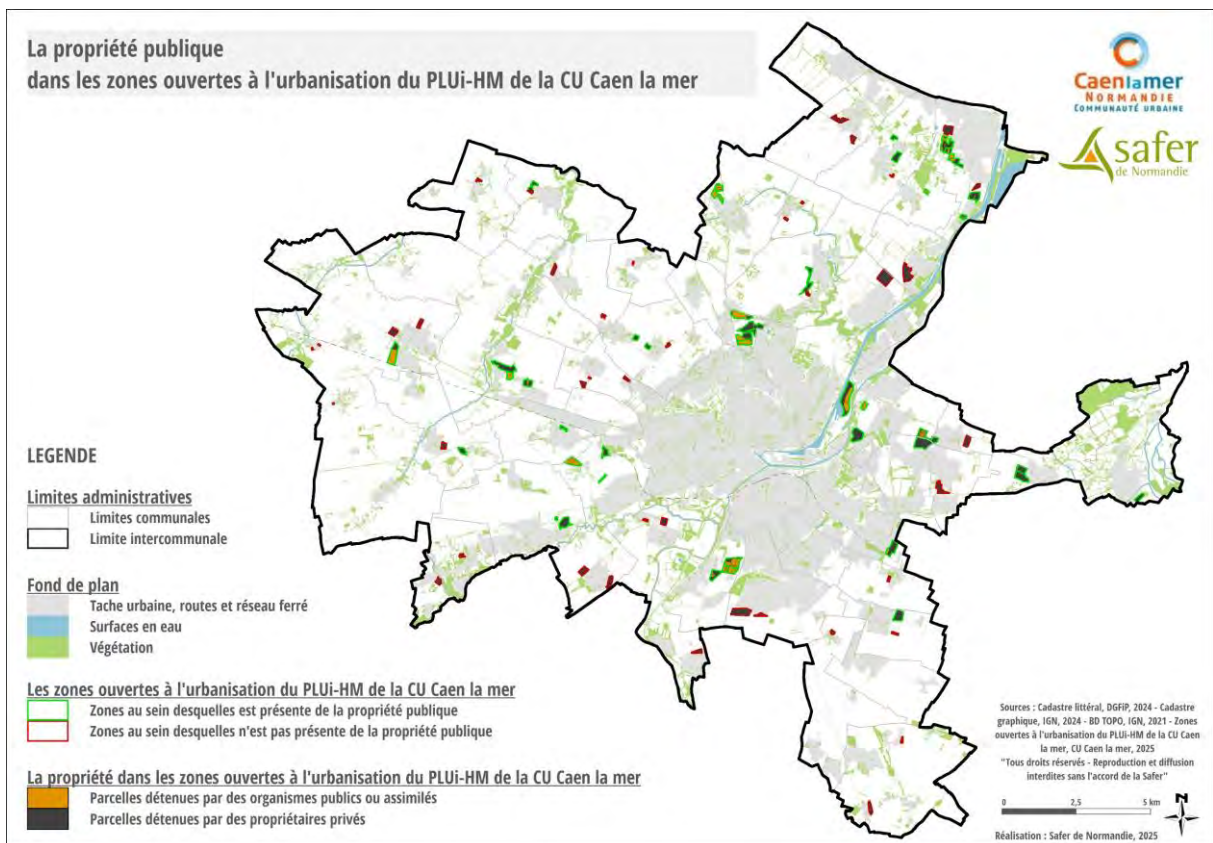 La propriété publique
dans les zones ouvertes à l'urbanisation du PLUi-HM de la CU Caen la mer
Caenlamer
NORMANDIE
COMMUNAUTÉ URBAINE
safer
de Normandie
LEGENDE
Limites administratives
Limites communales
Limite intercommunale
Fond de plan
Tache urbaine, routes et réseau ferré
Surfaces en eau
Végétation
Les zones ouvertes à l'urbanisation du PLUi-HM de la CU Caen la mer
Zones au sein desquelles est présente de la propriété publique
Zones au sein desquelles n'est pas présente de la propriété publique
La propriété dans les zones ouvertes à l'urbanisation du PLUi-HM de la CU Caen la mer
Parcelles détenues par des organismes publics ou assimilés
Parcelles détenues par des propriétaires privés
Sources : Cadastre littéral, DGFiP, 2024 - Cadastre
graphique, IGN, 2024 - BD TOPO, IGN, 2021 - Zones
ouvertes à l'urbanisation du PLUi-HM de la CU Caen
la mer, CU Caen la mer, 2025
"Tous droits réservés - Reproduction et diffusion
interdites sans l'accord de la Safer"
0 2,5 5 km
N
Réalisation : Safer de Normandie, 2025